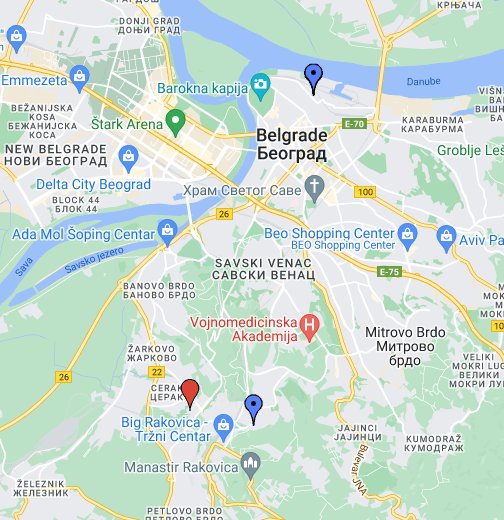 ГАРДОШ
DONJI GRAD
ДОЊИ ГРАД
КРЊАЧА
Emmezeta
Barokna kapija
Danube
BEŽANIJSKA
KOSA
БЕЖАНИЈСКА
КОСА
Štark Arena
E-70
KARABURMA
КАРАБУРМА
Belgrade
Београд
NEW BELGRADE
НОВИ БЕОГРАД
Groblje Leš
Delta City Beograd
Храм Светог Саве
100
BLOCK 44
БЛОК 44
26
Ada Mol Šoping Centar
Beo Shopping Center
BEO Shopping Center
Aviv Pa
Sava
Savsko jezero
SAVSKI VENAC
САВСКИ ВЕНАЦ
E-75
BANOVO BRDO
БАНОВО БРДО
Vojnomedicinska
Akademija
Mitrovo Brdo
Митрово
брдо
ŽARKOVO
ЖАРКОВО
VELIKI
MOKRI LUG
ВЕЛИКИ
МОКРИ ЛУГ
22
26
CERAK
ЦЕРАК
Big Rakovica -
Tržni Centar
JAJINCI
ЈАЈИНЦИ
KUMODRAŽ
КУМОДРАЖ
Manastir Rakovica
Bulevar JNA
ŽELEZNIK
ЖЕЛЕЗНИК
PETLOVO BRDO
ПЕТЛОВО БРДО